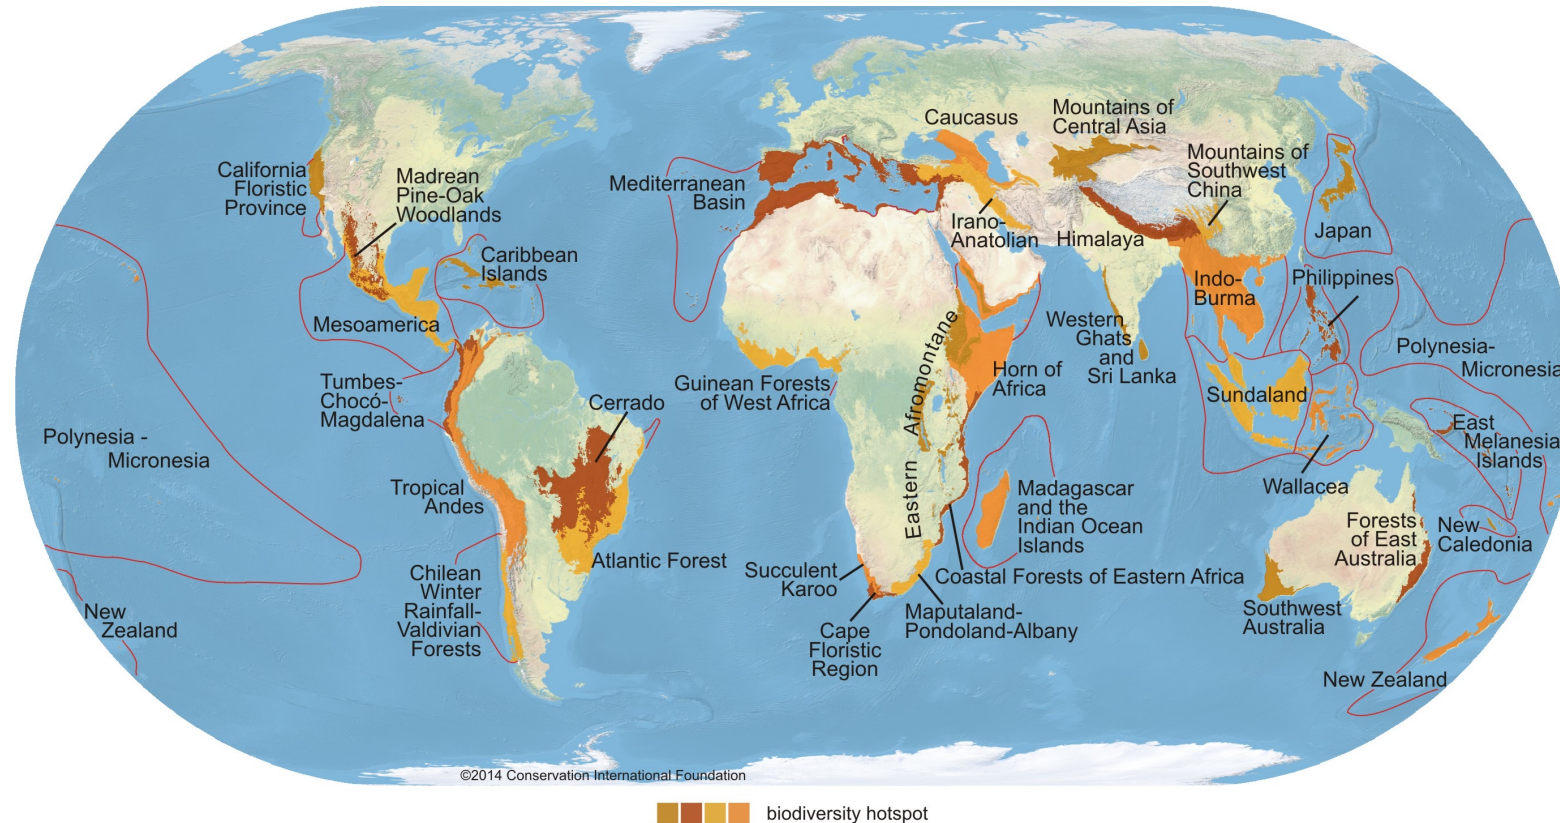 Caucasus
Mountains of
Central Asia
California
Floristic
Province
Madrean
Pine-Oak
Woodlands
Mediterranean
Basin
Mountains of
Southwest
China
Irano-
Anatolian
Himalaya
Japan
Caribbean
Islands
Indo-
Burma
Philippines
Mesoamerica
Western
Ghats
and
Sri Lanka
Polynesia-
Micronesia
Tumbes-
Chocó-
Magdalena
Guinean Forests
of West Africa
Cerrado
Eastern Afromontane
Horn of
Africa
Sundaland
East
Melanesian
Islands
Polynesia -
Micronesia
Wallacea
Tropical
Andes
Madagascar
and the
Indian Ocean
Islands
Forests
of East
Australia
New
Caledonia
Atlantic Forest
Chilean
Winter
Rainfall-
Valdivian
Forests
Succulent
Karoo
Coastal Forests of Eastern Africa
Maputaland-
Pondoland-Albany
Cape
Floristic
Region
Southwest
Australia
New
Zealand
New Zealand
©2014 Conservation International Foundation
biodiversity hotspot